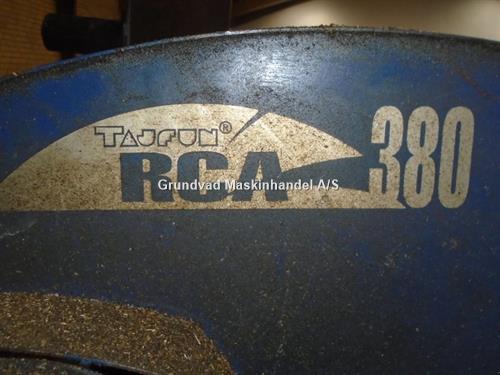 TAJFUN®
RCA 380
Grundvad Maskinhandel A/S